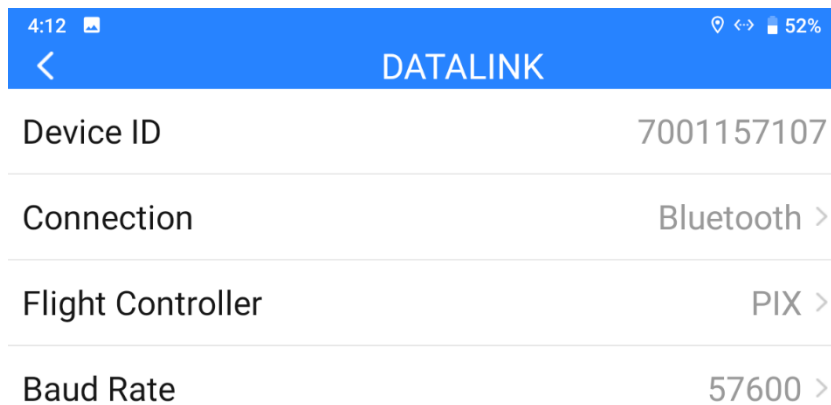 4:12 52%
DATALINK
Device ID 7001157107
Connection Bluetooth
Flight Controller PIX
Baud Rate 57600